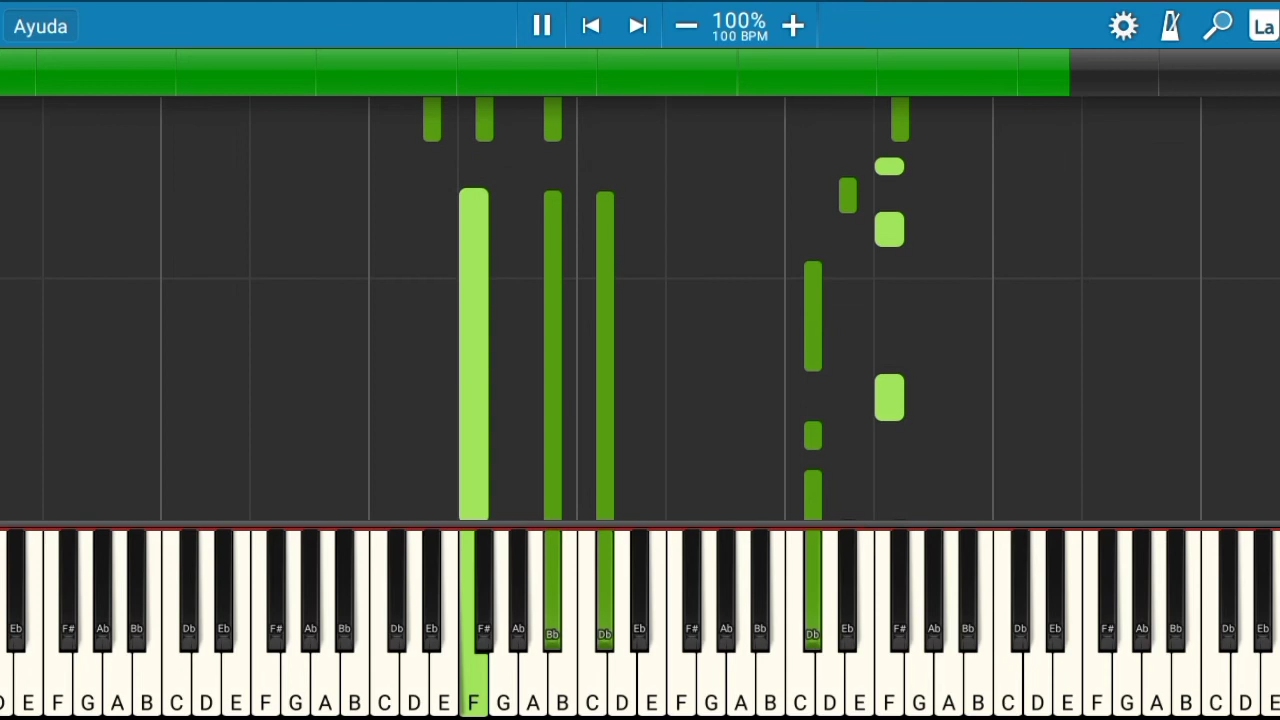 Ayuda
100%
100 BPM
La
Eb F# Ab Bb Db Eb F# Ab Bb Db Eb F# Ab Bb Db Eb F# Ab Bb Db Eb F# Ab Bb Db Eb F# Ab Bb Db Eb
D E F G A B C D E F G A B C D E F G A B C D E F G A B C D E F G A B C D E F G A B C D E